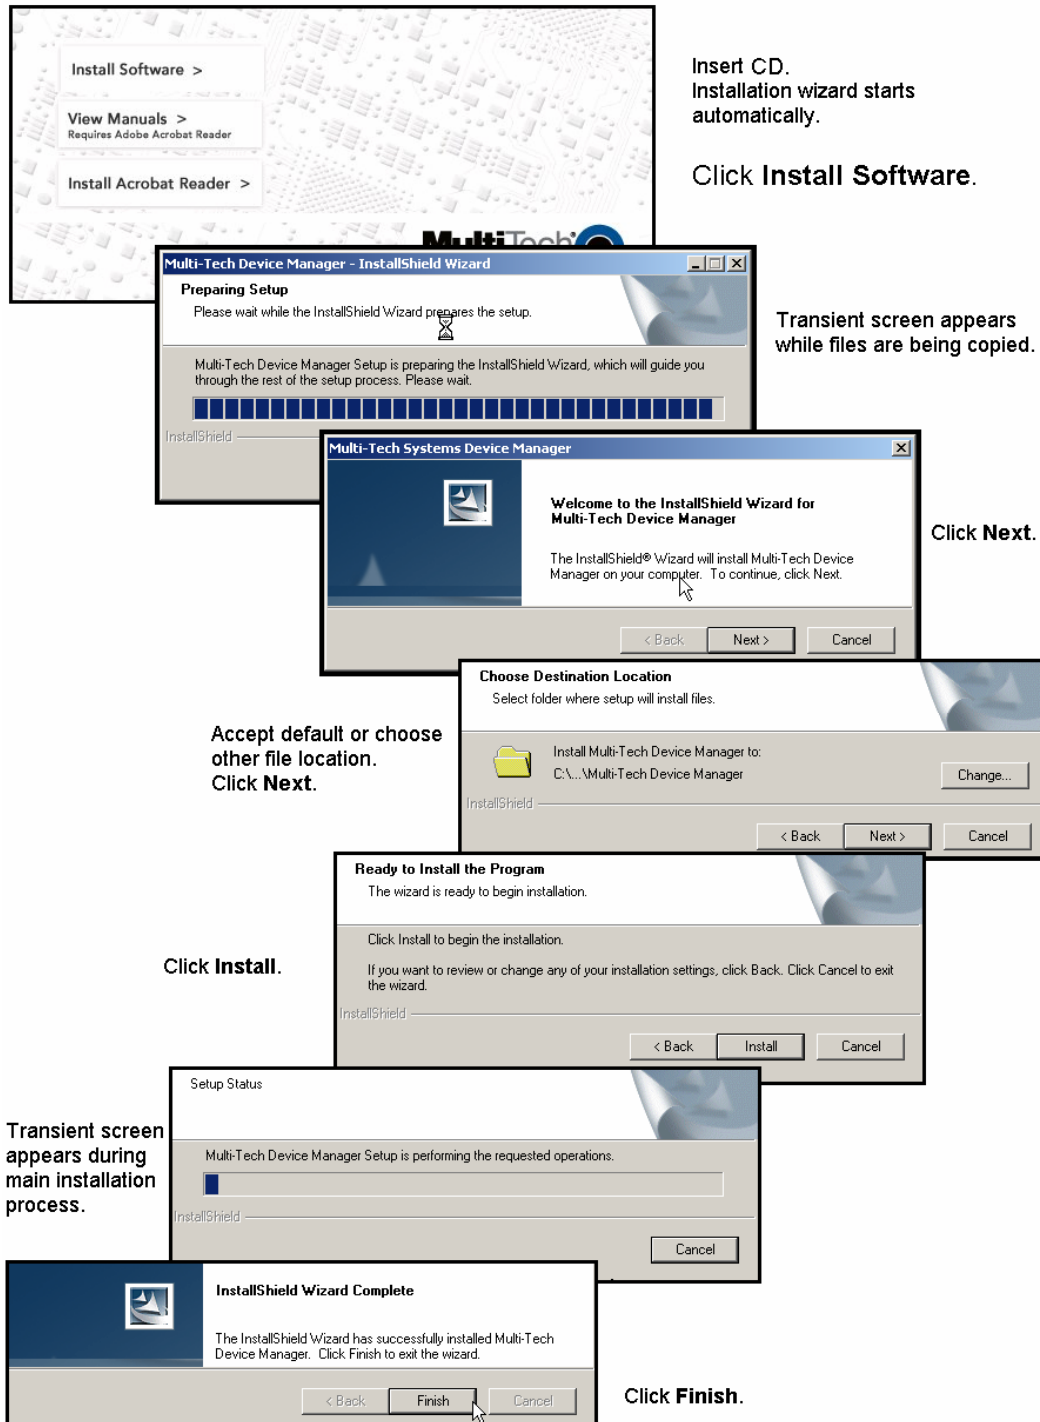 Install Software >
View Manuals >
Requires Adobe Acrobat Reader
Install Acrobat Reader >
MultiTech
Insert CD.
Installation wizard starts
automatically.
Click Install Software.
Multi-Tech Device Manager - InstallShield Wizard
Preparing Setup
Please wait while the InstallShield Wizard prepares the setup.
Multi-Tech Device Manager Setup is preparing the InstallShield Wizard, which will guide you
through the rest of the setup process. Please wait.
InstallShield
Transient screen appears
while files are being copied.
Multi-Tech Systems Device Manager
Welcome to the InstallShield Wizard for
Multi-Tech Device Manager
The InstallShield® Wizard will install Multi-Tech Device
Manager on your computer. To continue, click Next.
< Back
Next >
Cancel
Click Next.
Choose Destination Location
Select folder where setup will install files.
Install Multi-Tech Device Manager to:
C:\...\Multi-Tech Device Manager
Change...
InstallShield
< Back
Next >
Cancel
Accept default or choose
other file location.
Click Next.
Ready to Install the Program
The wizard is ready to begin installation.
Click Install to begin the installation.
If you want to review or change any of your installation settings, click Back. Click Cancel to exit
the wizard.
InstallShield
< Back
Install
Cancel
Click Install.
Setup Status
Multi-Tech Device Manager Setup is performing the requested operations.
InstallShield
Cancel
Transient screen
appears during
main installation
process.
InstallShield Wizard Complete
The InstallShield Wizard has successfully installed Multi-Tech
Device Manager. Click Finish to exit the wizard.
< Back
Finish
Cancel
Click Finish.